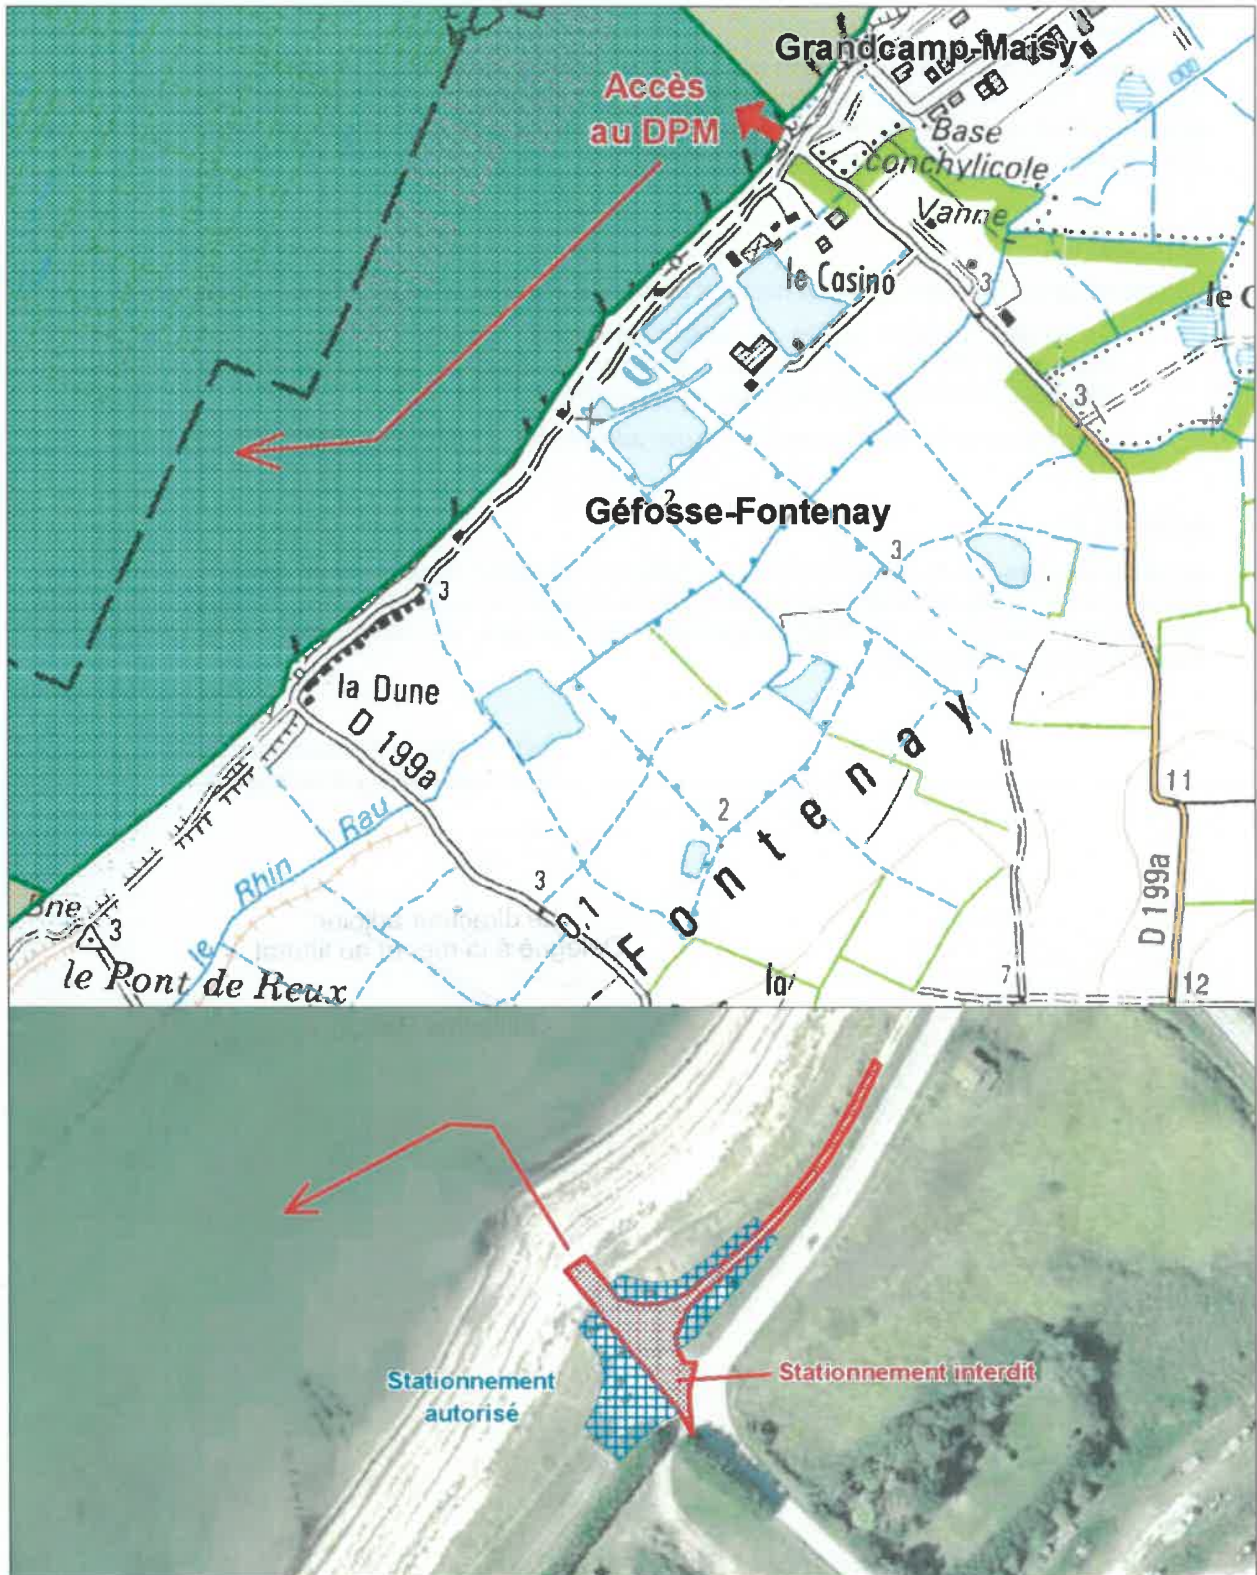 Grandcamp-Maisy
Accès
au DPM
Base
conchylicole
Vanne
le Casino
3
le C
3
2
Géfosse-Fontenay
3
3
la Dune
D 199a
Fontenay
11
2
Rau
Rhin
le
3
D.1
D 199a
Bne
3
le Pont de Reux
la
7
12
Stationnement
autorisé
Stationnement interdit